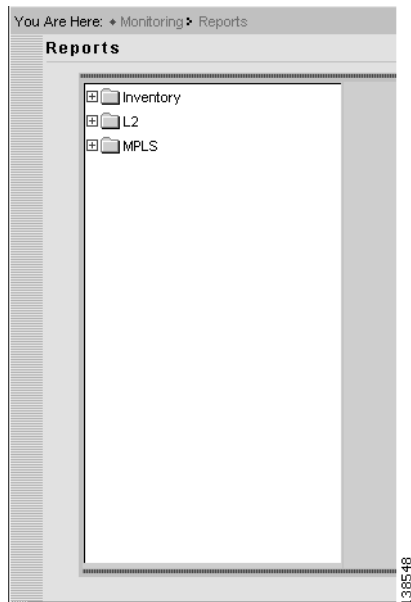 You Are Here: ◆ Monitoring ▸ Reports
Reports
Inventory
L2
MPLS
138548